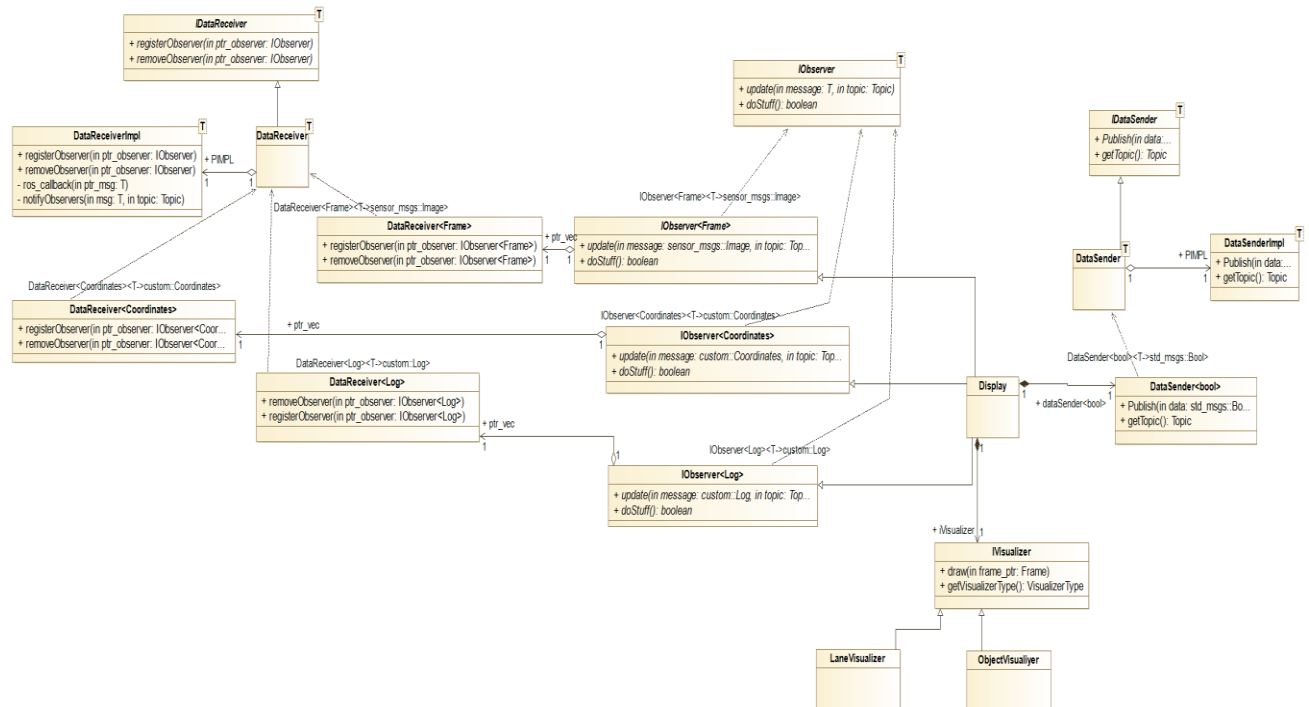 IDataReceiver
T
+ registerObserver(in ptr_observer: IObserver)
+ removeObserver(in ptr_observer: IObserver)
IObserver
T
+ update(in message: T, in topic: Topic)
+ doStuff(): boolean
IDataSender
T
+ Publish(in data:...
+ getTopic(): Topic
DataReceiverImpl
T
+ registerObserver(in ptr_observer: IObserver)
+ removeObserver(in ptr_observer: IObserver)
- ros_callback(in ptr_msg: T)
- notifyObservers(in msg: T, in topic: Topic)
+ PIMPL
1
1
DataReceiver
T
DataReceiver<Frame><T->sensor_msgs::Image>
IObserver<Frame><T->sensor_msgs::Image>
DataReceiver<Frame>
+ registerObserver(in ptr_observer: IObserver<Frame>)
+ removeObserver(in ptr_observer: IObserver<Frame>)
+ ptr_vec
1
1
IObserver<Frame>
+ update(in message: sensor_msgs::Image, in topic: Top...
+ doStuff(): boolean
DataSender
T
+ PIMPL
1
1
DataSenderImpl
T
+ Publish(in data:...
+ getTopic(): Topic
DataReceiver<Coordinates><T->custom::Coordinates>
DataReceiver<Coordinates>
+ registerObserver(in ptr_observer: IObserver<Coor...
+ removeObserver(in ptr_observer: IObserver<Coor...
+ ptr_vec
1
1
IObserver<Coordinates><T->custom::Coordinates>
IObserver<Coordinates>
+ update(in message: custom::Coordinates, in topic: Top...
+ doStuff(): boolean
DataReceiver<Log><T->custom::Log>
DataReceiver<Log>
+ removeObserver(in ptr_observer: IObserver<Log>)
+ registerObserver(in ptr_observer: IObserver<Log>)
+ ptr_vec
1
1
IObserver<Log><T->custom::Log>
IObserver<Log>
+ update(in message: custom::Log, in topic: Top...
+ doStuff(): boolean
Display
1
1
+ dataSender<bool>
DataSender<bool><T->std_msgs::Bool>
DataSender<bool>
+ Publish(in data: std_msgs::Bo...
+ getTopic(): Topic
1
+ iVisualizer
1
IVisualizer
+ draw(in frame_ptr: Frame)
+ getVisualizerType(): VisualizerType
LaneVisualizer
ObjectVisualiyer